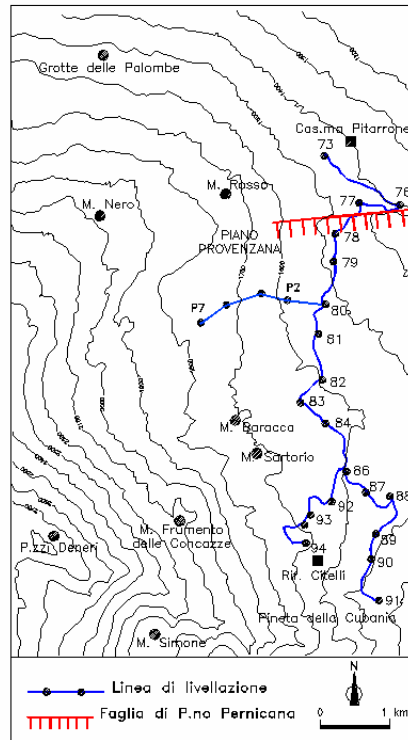 Grotte delle Palombe
Cas.ma Pitarrone
73
M. Rosso
77
76
M. Nero
PIANO
PROVENZANA
78
79
P7
P2
80
81
82
83
M. Baracca
84
M. Sartorio
86
87
88
92
93
M. Frumento
delle Concazze
P.zzi Deneri
89
94
90
Rif. Citelli
91
Pineta della Cubania
M. Simone
Linea di livellazione
Faglia di P.no Pernicana
N
0
1 km